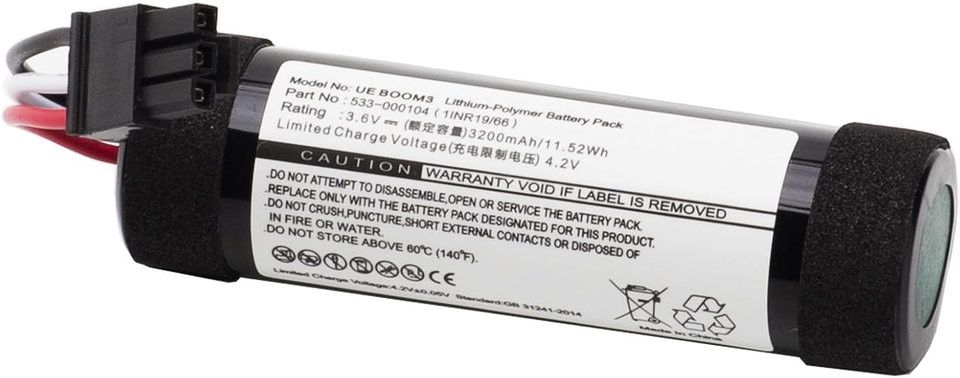 Model No: UE BOOM3 Lithium-Polymer Battery Pack
Part No : 533-000104 ( 1INR19/66 )
Rating : 3.6V⎓ (额定容量)3200mAh/11.52Wh
Limited Charge Voltage(充电限制电压) 4.2V
CAUTION WARRANTY VOID IF LABEL IS REMOVED
.DO NOT ATTEMPT TO DISASSEMBLE,OPEN OR SERVICE BATTERY.
.REPLACE ONLY WITH THE BATTERY PACK DESIGNED FOR THIS PRODUCT.
.DO NOT CRUSH,PUNCTURE,SHORT EXTERNAL CONTACTS OR DISPOSED OF
IN FIRE OR WATER.
.DO NOT STORE ABOVE 60℃ (140℉).
CE
Limited Charge Voltage:4.2V±0.05V Standard:GB 31241-2014
Made In China